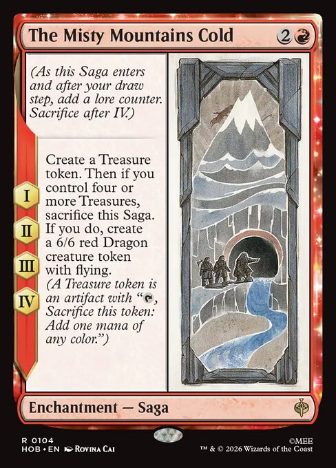 The Misty Mountains Cold 2
(As this Saga enters
and after your draw
step, add a lore counter.
Sacrifice after IV.)
I
II
III
IV
Create a Treasure
token. Then if you
control four or
more Treasures,
sacrifice this Saga.
If you do, create
a 6/6 red Dragon
creature token
with flying.
(A Treasure token is
an artifact with “,
Sacrifice this token:
Add one mana of
any color.”)
Enchantment — Saga
R 0104
HOB • EN Rovina Cai
©MEE
™ & © 2026 Wizards of the Coast